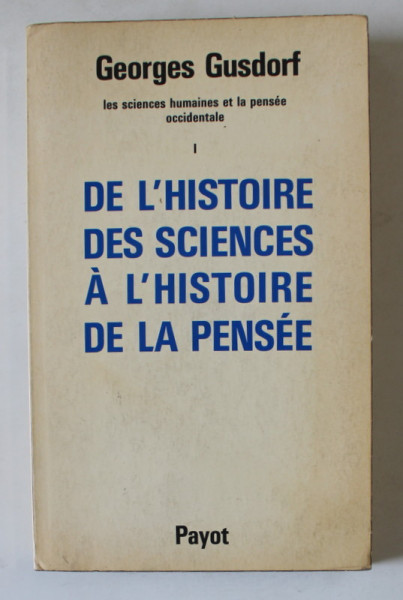 Georges Gusdorf
les sciences humaines et la pensée
occidentale
I
DE L'HISTOIRE
DES SCIENCES
À L'HISTOIRE
DE LA PENSÉE
Payot